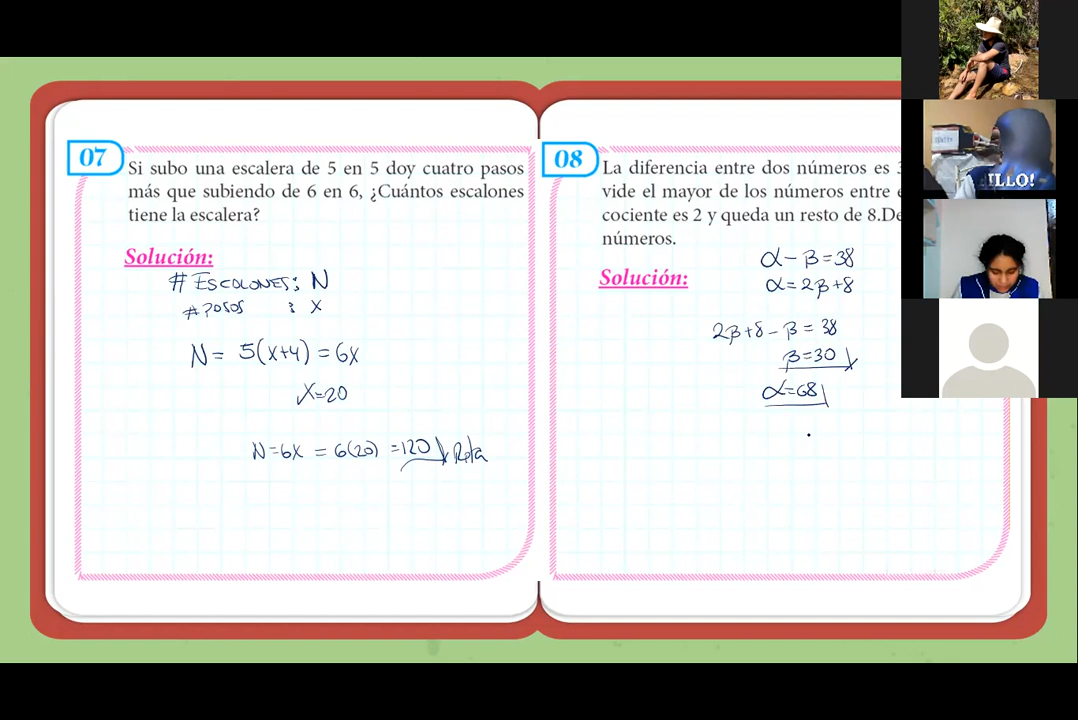 07
Si subo una escalera de 5 en 5 doy cuatro pasos
más que subiendo de 6 en 6, ¿Cuántos escalones
tiene la escalera?
Solución:
# ESCALONES: N
# Pasos : X
N = 5(x+4) = 6x
X=20
N=6X = 6(20) = 120 Rpta
08
La diferencia entre dos números es 3
vide el mayor de los números entre e
cociente es 2 y queda un resto de 8.De
números.
Solución:
α - β = 38
α = 2β + 8
2β+8 - β = 38
β = 30
α = 68
ILLO!